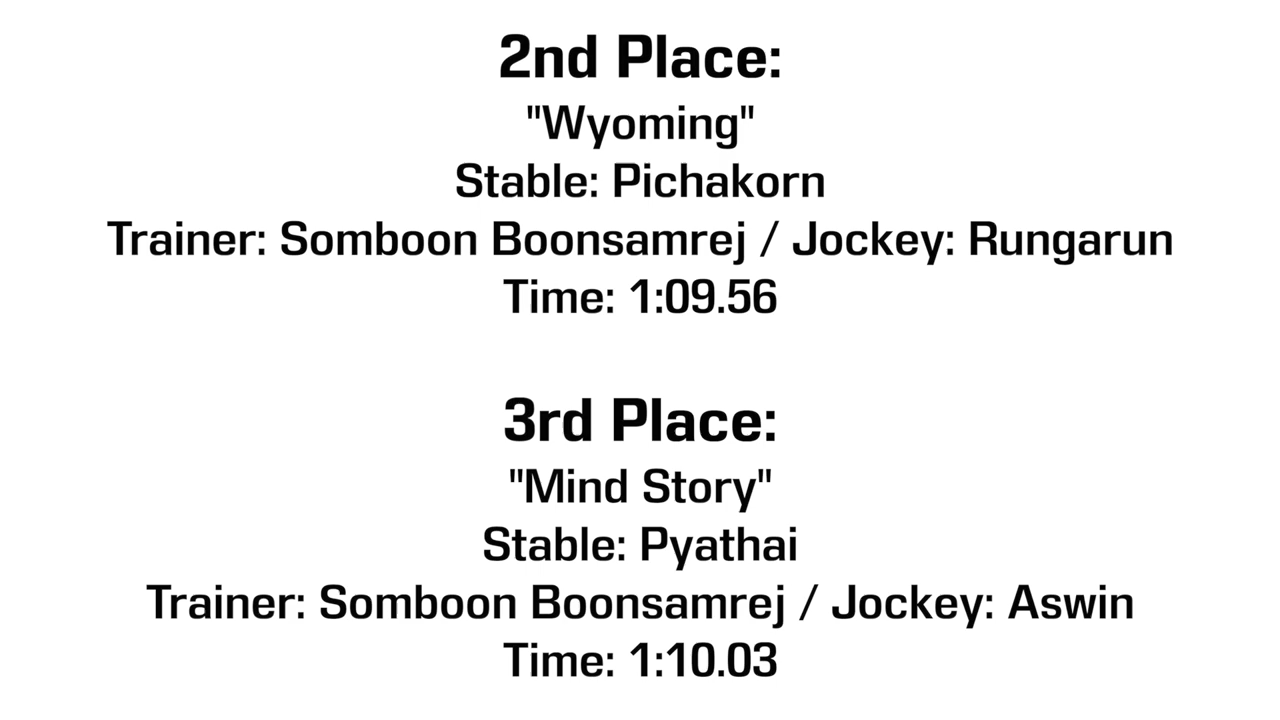 2nd Place:
"Wyoming"
Stable: Pichakorn
Trainer: Somboon Boonsamrej / Jockey: Rungarun
Time: 1:09.56
3rd Place:
"Mind Story"
Stable: Pyathai
Trainer: Somboon Boonsamrej / Jockey: Aswin
Time: 1:10.03